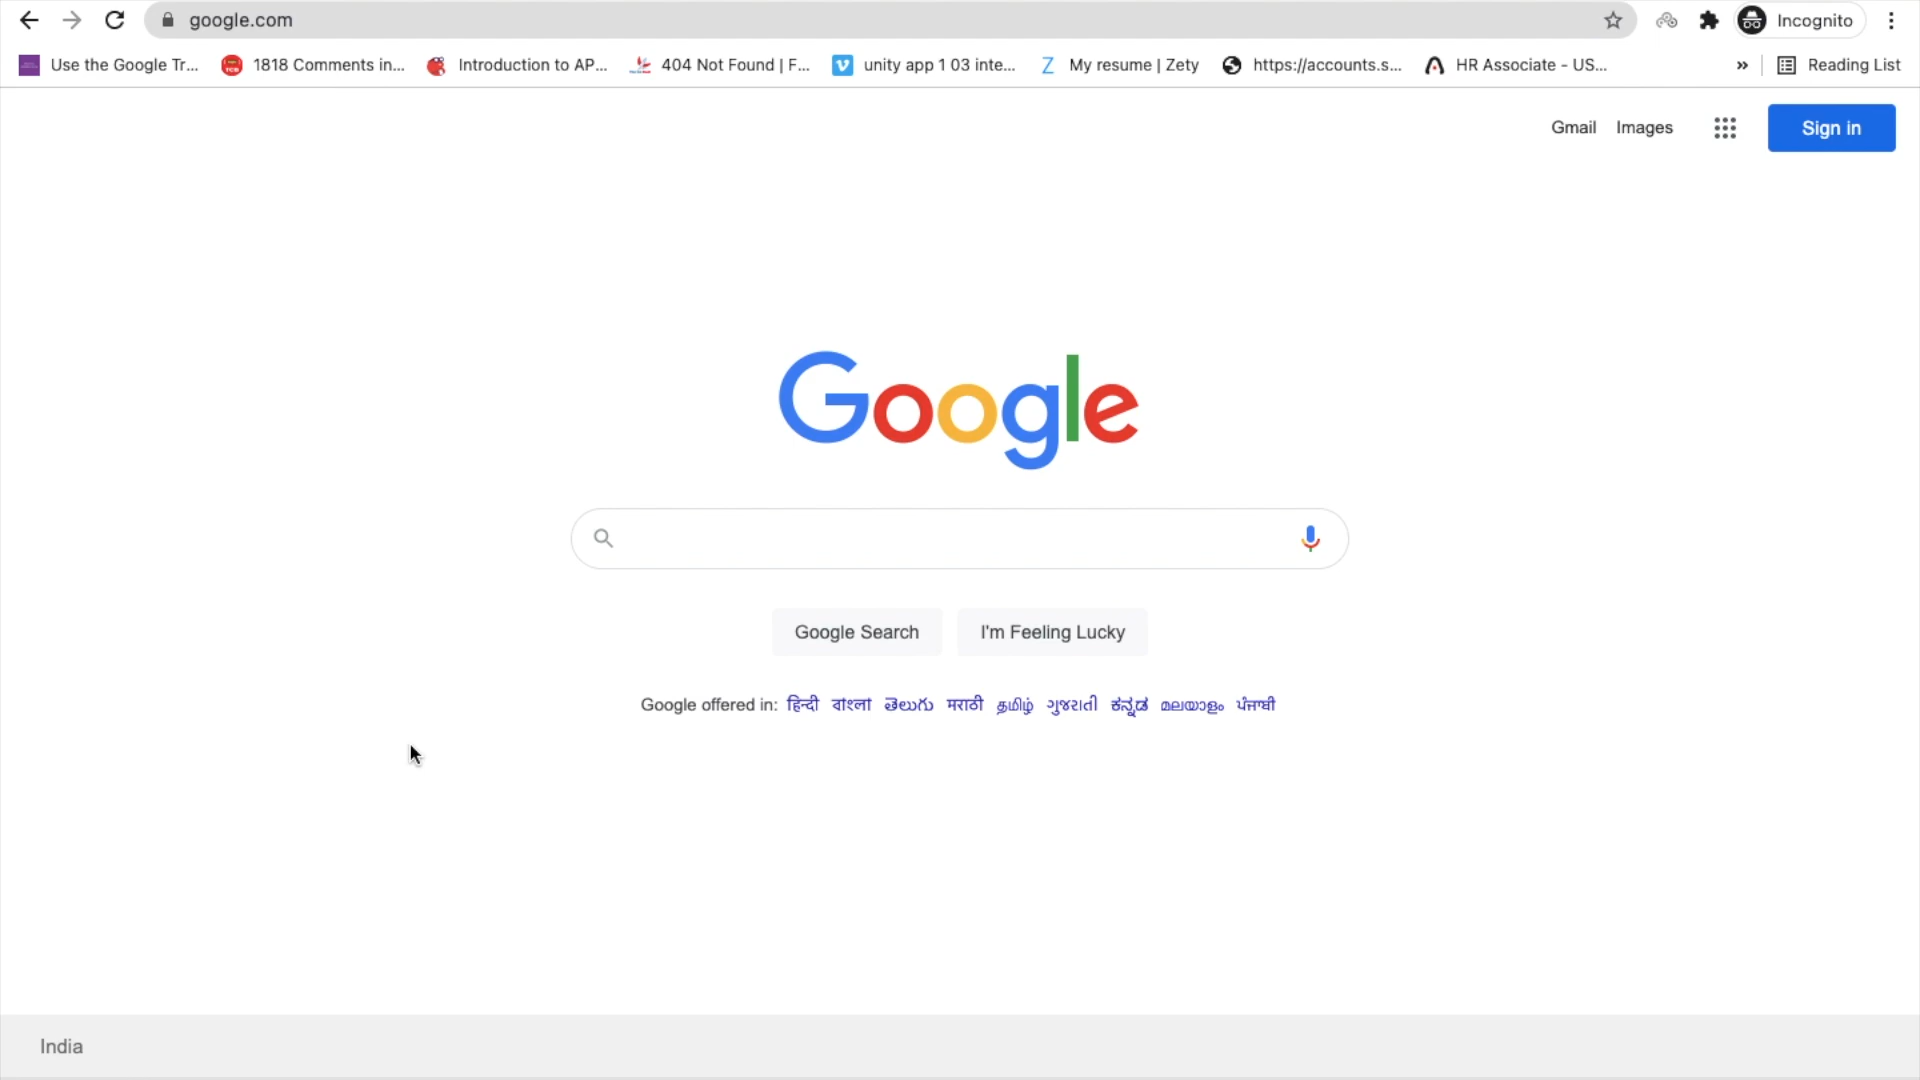 google.com
Incognito
Use the Google Tr... 1818 Comments in... Introduction to AP... 404 Not Found | F... unity app 1 03 inte... My resume | Zety https://accounts.s... HR Associate - US... » Reading List
Gmail Images Sign in
Google
Google Search I'm Feeling Lucky
Google offered in: हिन्दी বাংলা తెలుగు मराठी தமிழ் ગુજરાતી ಕನ್ನಡ മലയാളം ਪੰਜਾਬੀ
India